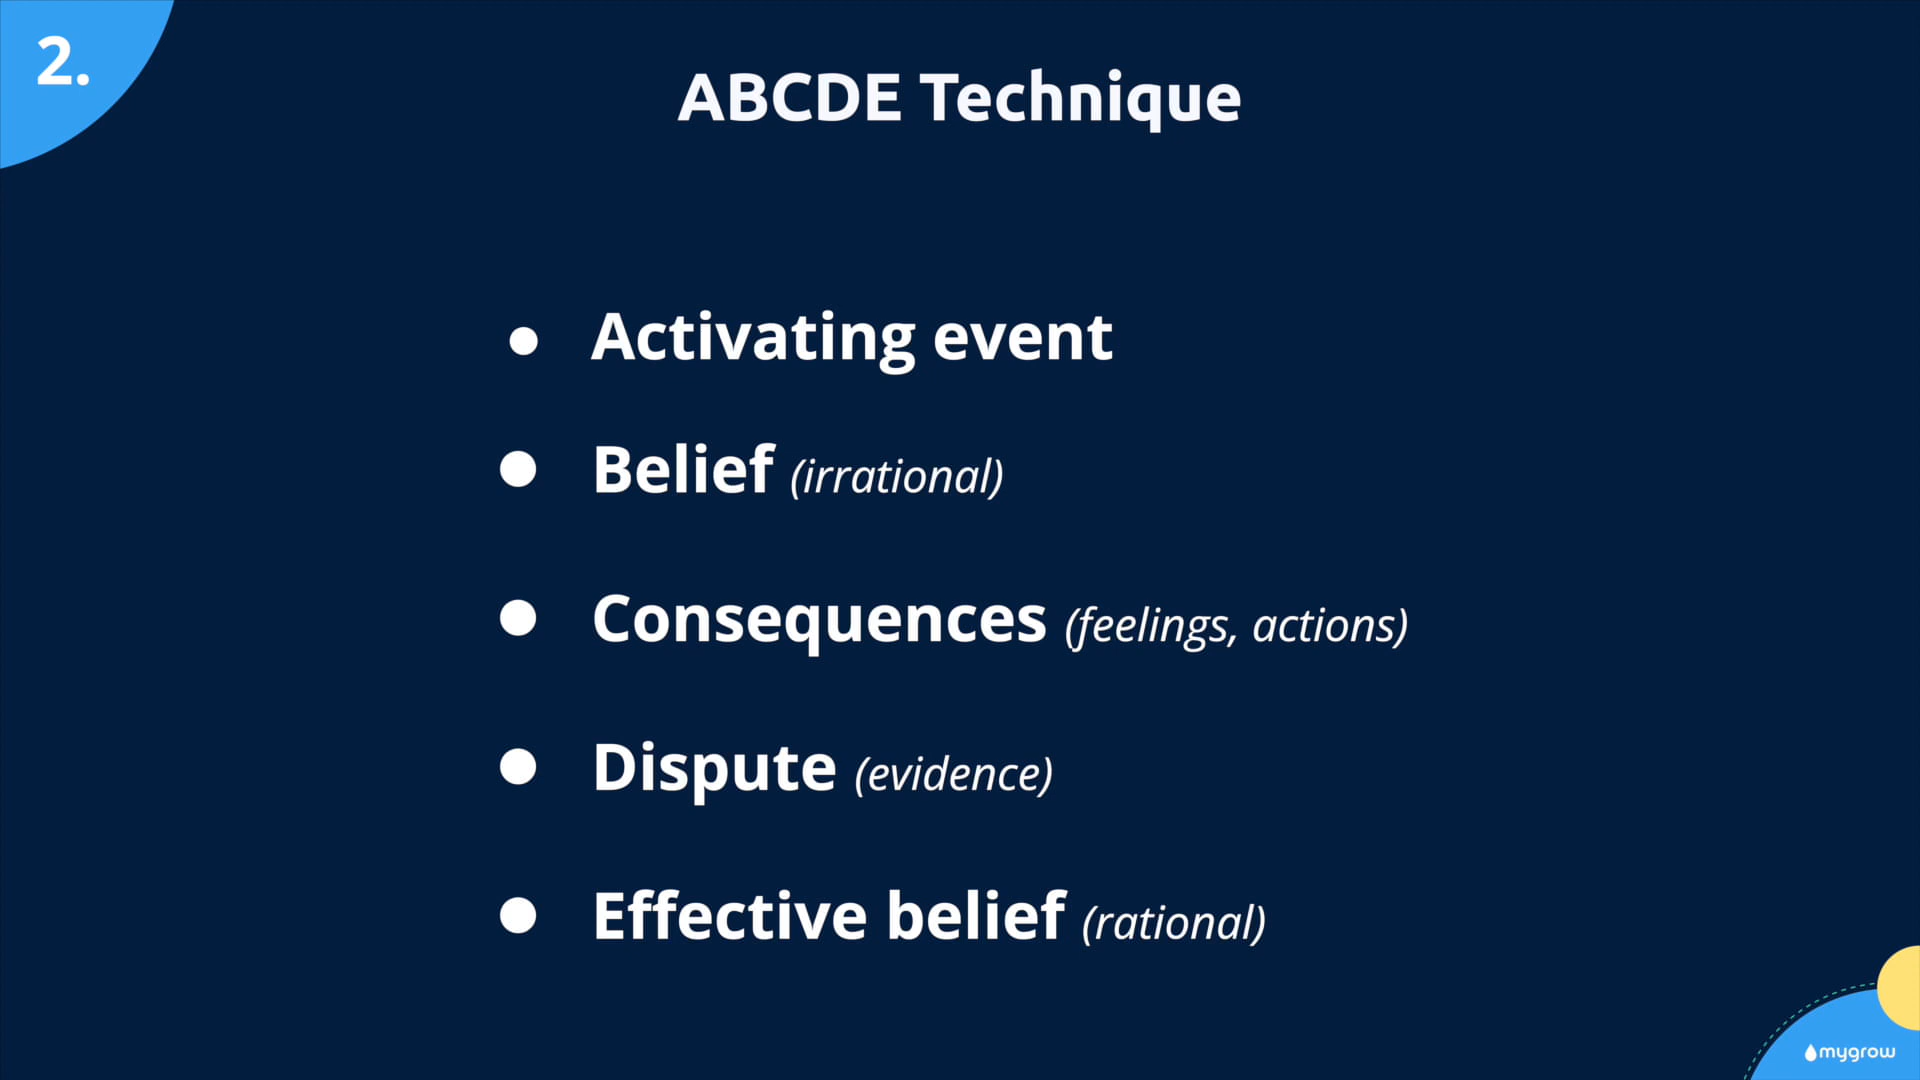 2.
ABCDE Technique
● Activating event
● Belief (irrational)
● Consequences (feelings, actions)
● Dispute (evidence)
● Effective belief (rational)
mygrow